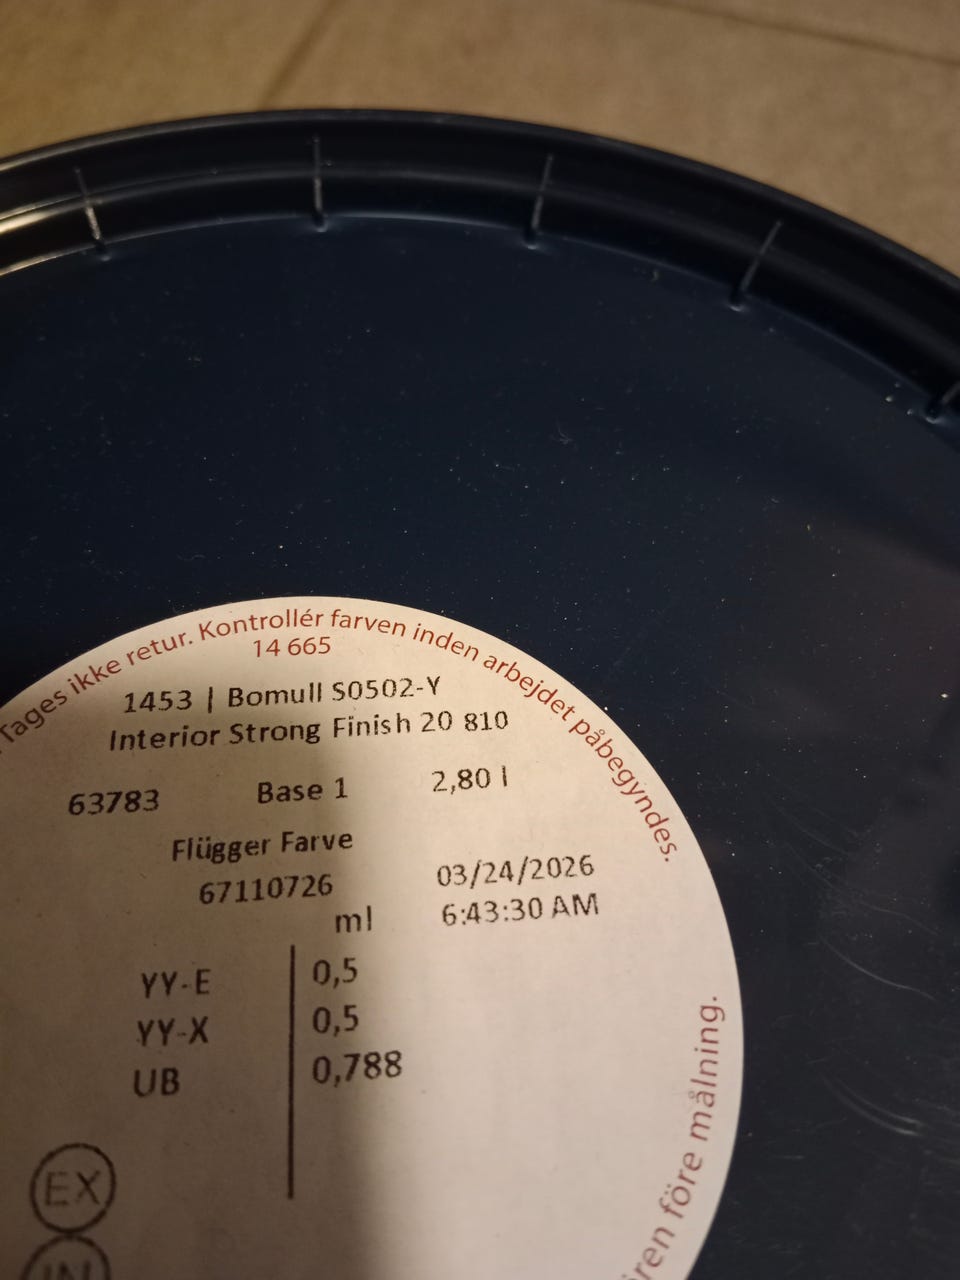 Tages ikke retur. Kontrollér farven inden arbejdet påbegyndes.
14 665
1453 | Bomull S0502-Y
Interior Strong Finish 20 810
63783 Base 1 2,80 l
Flügger Farve
67110726 03/24/2026
ml 6:43:30 AM
YY-E 0,5
YY-X 0,5
UB 0,788
EX
IN
före målning.